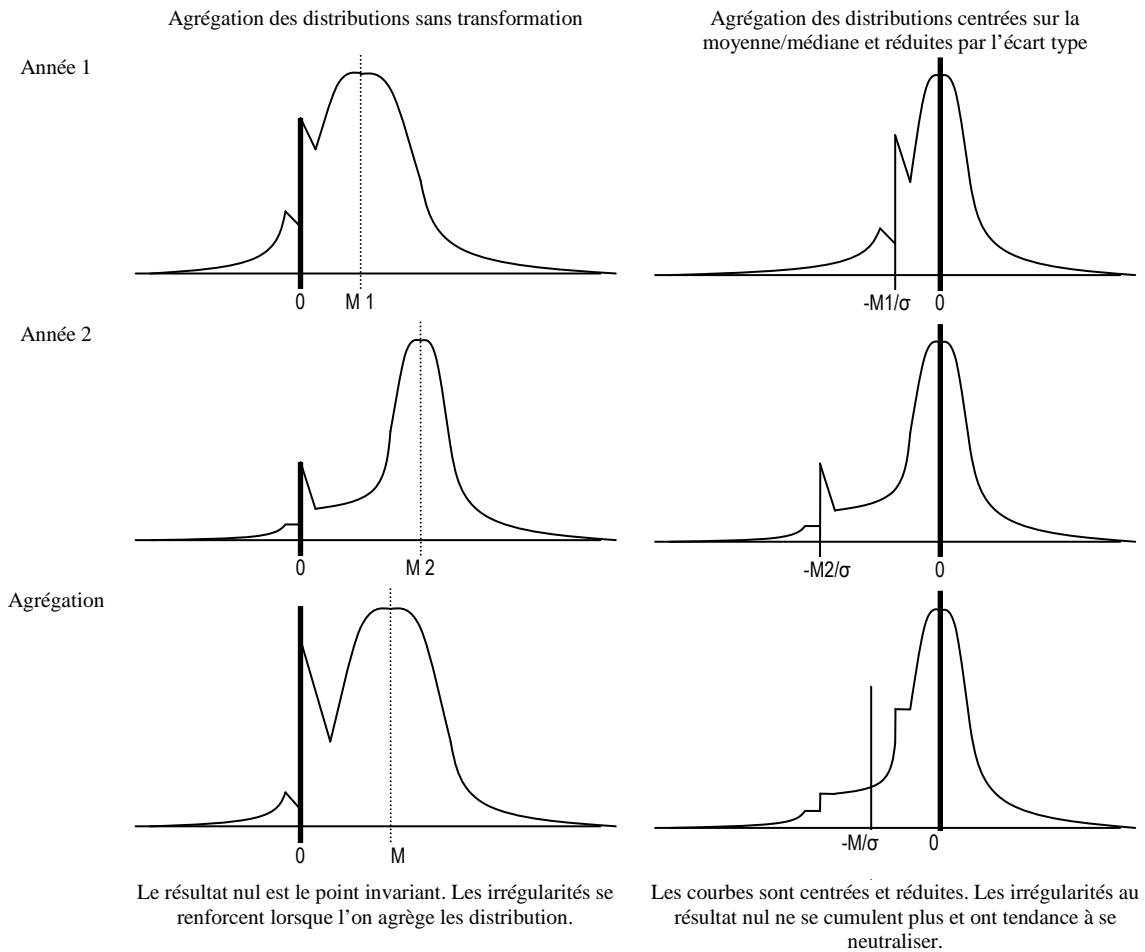 Agrégation des distributions sans transformation
Agrégation des distributions centrées sur la
moyenne/médiane et réduites par l'écart type
Année 1
0
M 1
-M1/σ
0
Année 2
0
M 2
-M2/σ
0
Agrégation
0
M
-M/σ
0
Le résultat nul est le point invariant. Les irrégularités se
renforcent lorsque l'on agrège les distribution.
Les courbes sont centrées et réduites. Les irrégularités au
résultat nul ne se cumulent plus et ont tendance à se
neutraliser.